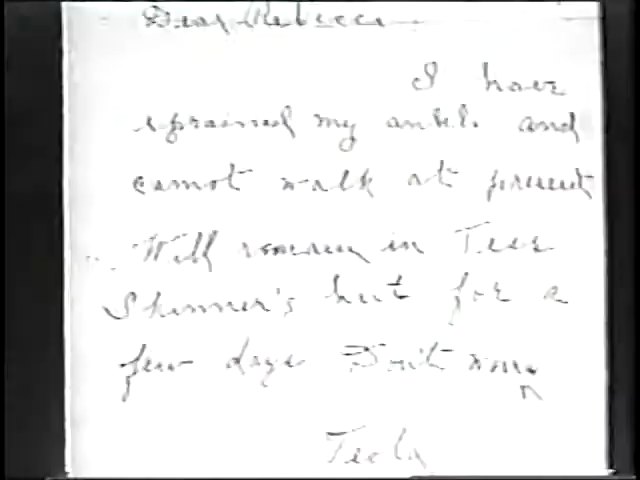 Dear Rebecca
I have
sprained my ankle and
cannot walk at present
Will remain in Tess
Skinner's hut for a
few days Don't worry
Teola